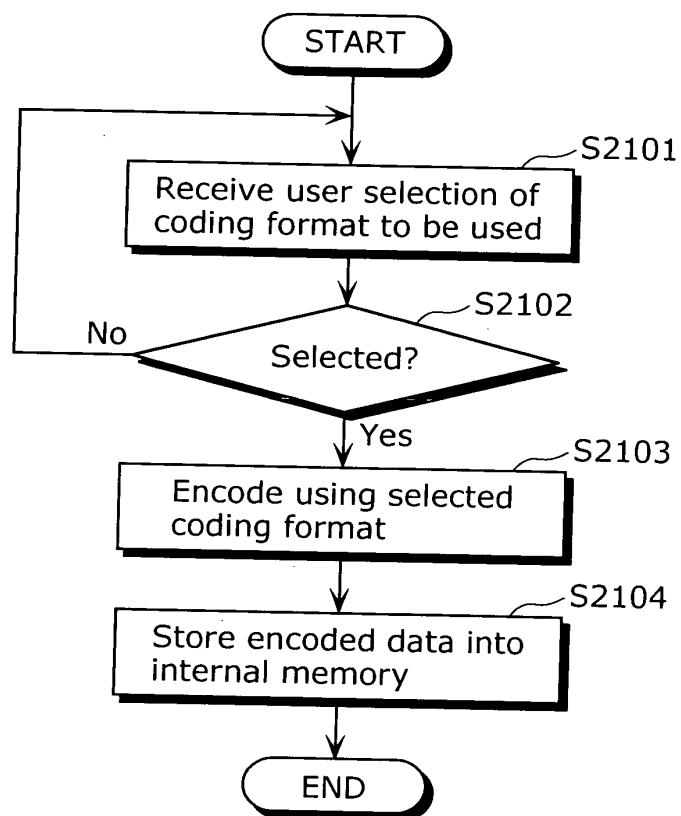 START
S2101
Receive user selection of
coding format to be used
S2102
No
Selected?
Yes
S2103
Encode using selected
coding format
S2104
Store encoded data into
internal memory
END